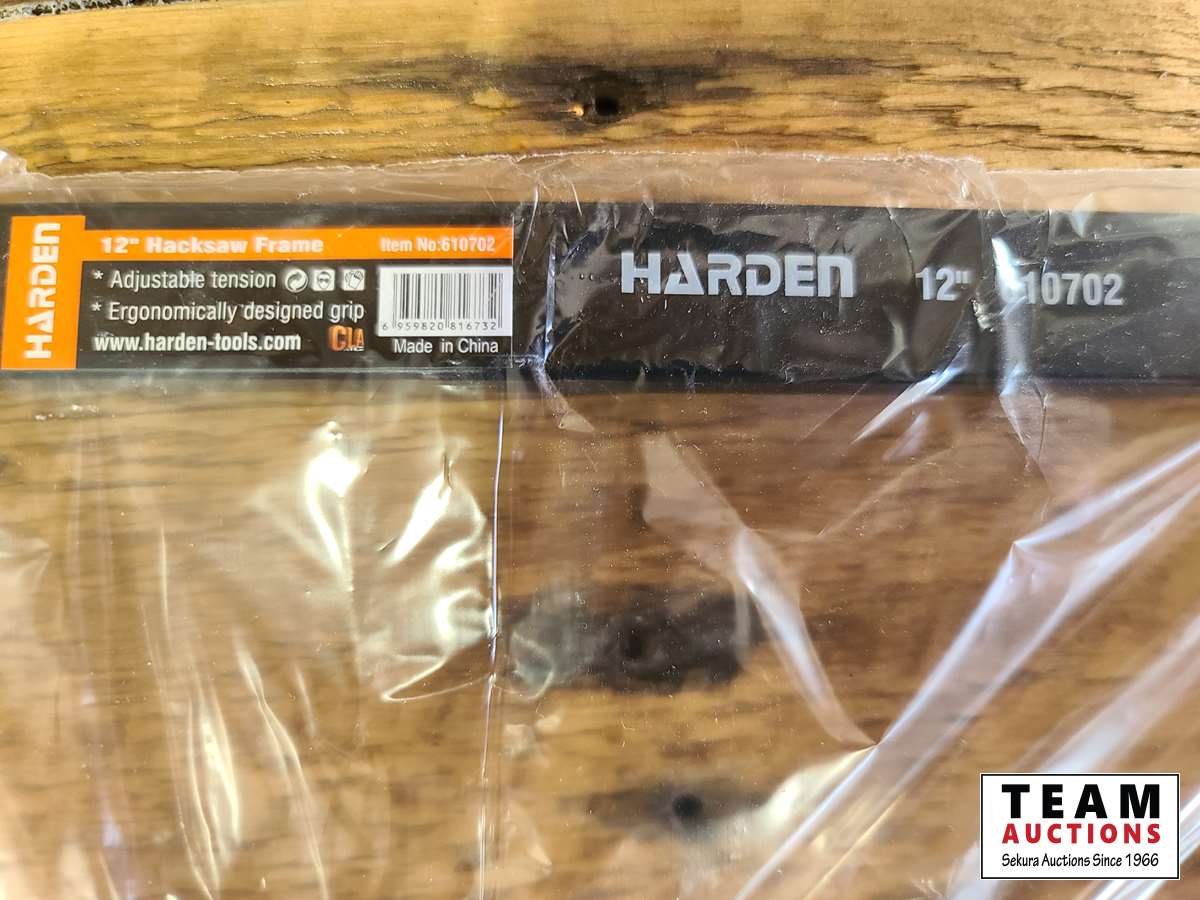 HARDEN
12" Hacksaw Frame Item No:610702
* Adjustable tension
* Ergonomically designed grip
www.harden-tools.com
6 959820 816732
Made in China
HARDEN 12" 610702
TEAM
AUCTIONS
Sekura Auctions Since 1966